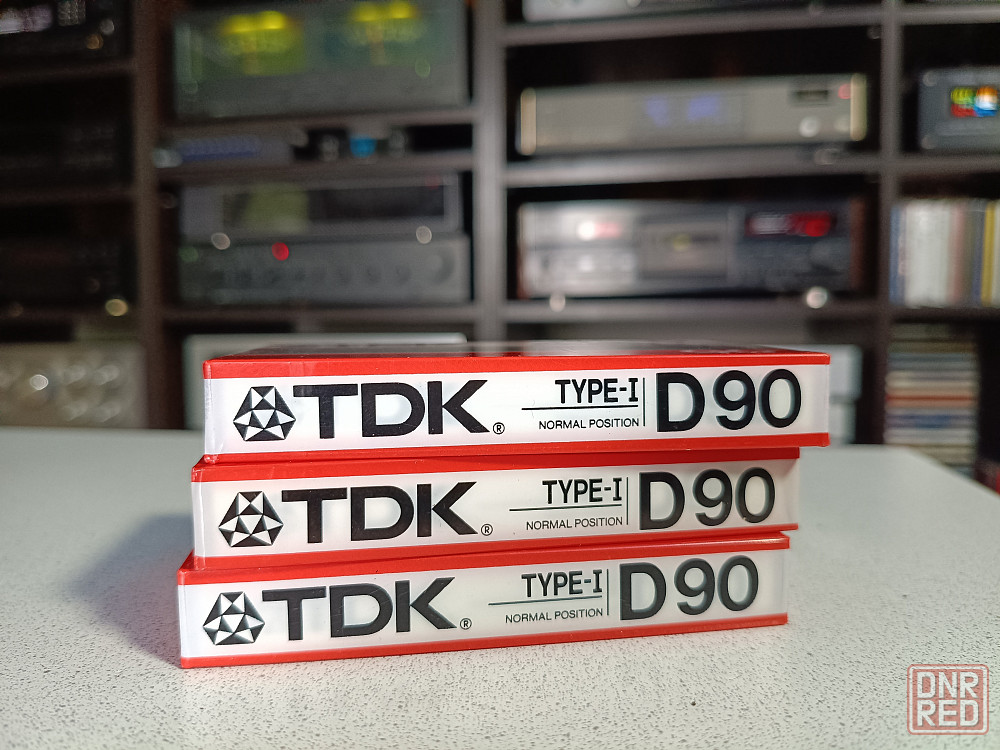 TDK® TYPE-I D90
NORMAL POSITION
TDK® TYPE-I D90
NORMAL POSITION
TDK® TYPE-I D90
NORMAL POSITION
DNR
RED